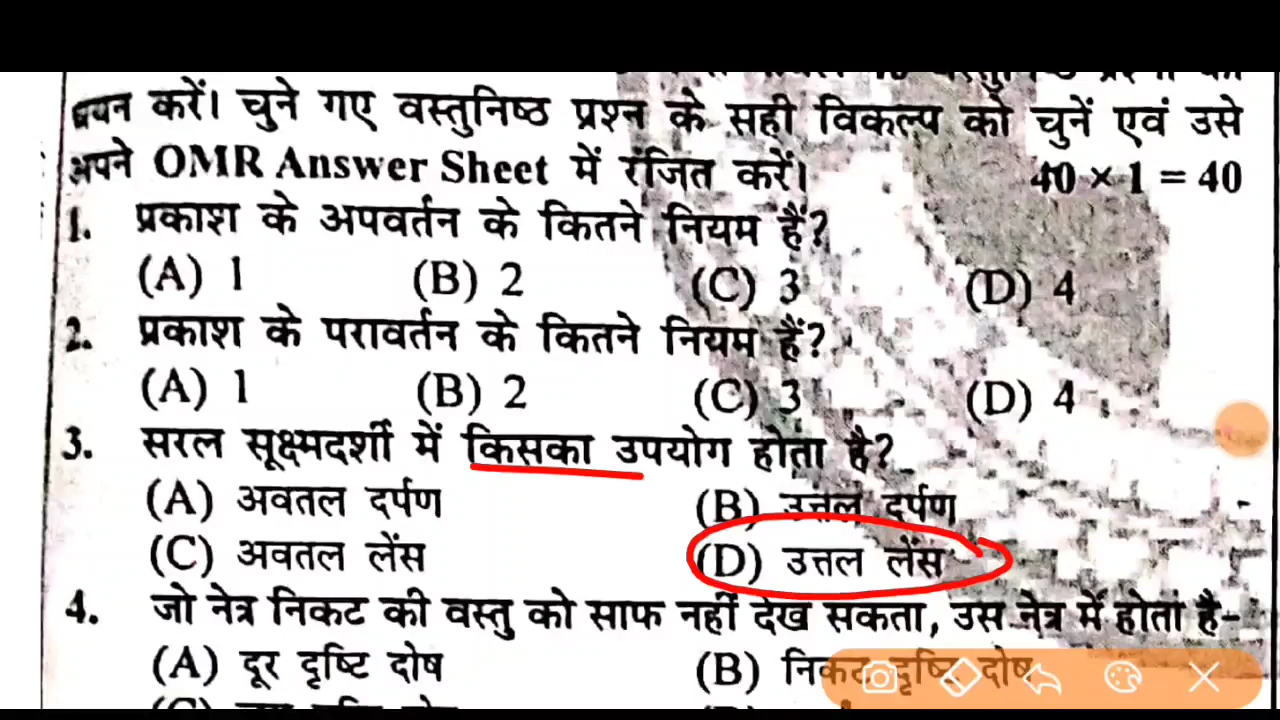 चयन करें। चुने गए वस्तुनिष्ठ प्रश्न के सही विकल्प को चुनें एवं उसे
अपने OMR Answer Sheet में रंजित करें। 40 × 1 = 40
1. प्रकाश के अपवर्तन के कितने नियम हैं?
(A) 1 (B) 2 (C) 3 (D) 4
2. प्रकाश के परावर्तन के कितने नियम हैं?
(A) 1 (B) 2 (C) 3 (D) 4
3. सरल सूक्ष्मदर्शी में किसका उपयोग होता है?
(A) अवतल दर्पण (B) उत्तल दर्पण
(C) अवतल लेंस (D) उत्तल लेंस
4. जो नेत्र निकट की वस्तु को साफ नहीं देख सकता, उस नेत्र में होता है-
(A) दूर दृष्टि दोष (B) निकट दृष्टि दोष